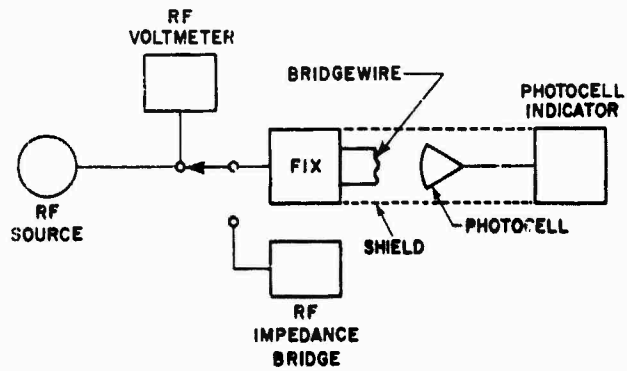 RF
VOLTMETER
BRIDGEWIRE
PHOTOCELL
INDICATOR
FIX
RF
SOURCE
PHOTOCELL
SHIELD
RF
IMPEDANCE
BRIDGE